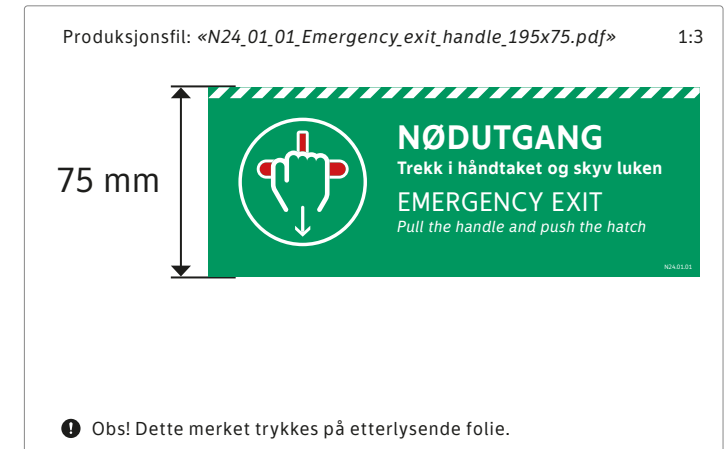 Produksjonsfil: «N24_01_01_Emergency_exit_handle_195x75.pdf» 1:3
75 mm
NØDUTGANG
Trekk i håndtaket og skyv luken
EMERGENCY EXIT
Pull the handle and push the hatch
N24.01.01
Obs! Dette merket trykkes på etterlysende folie.